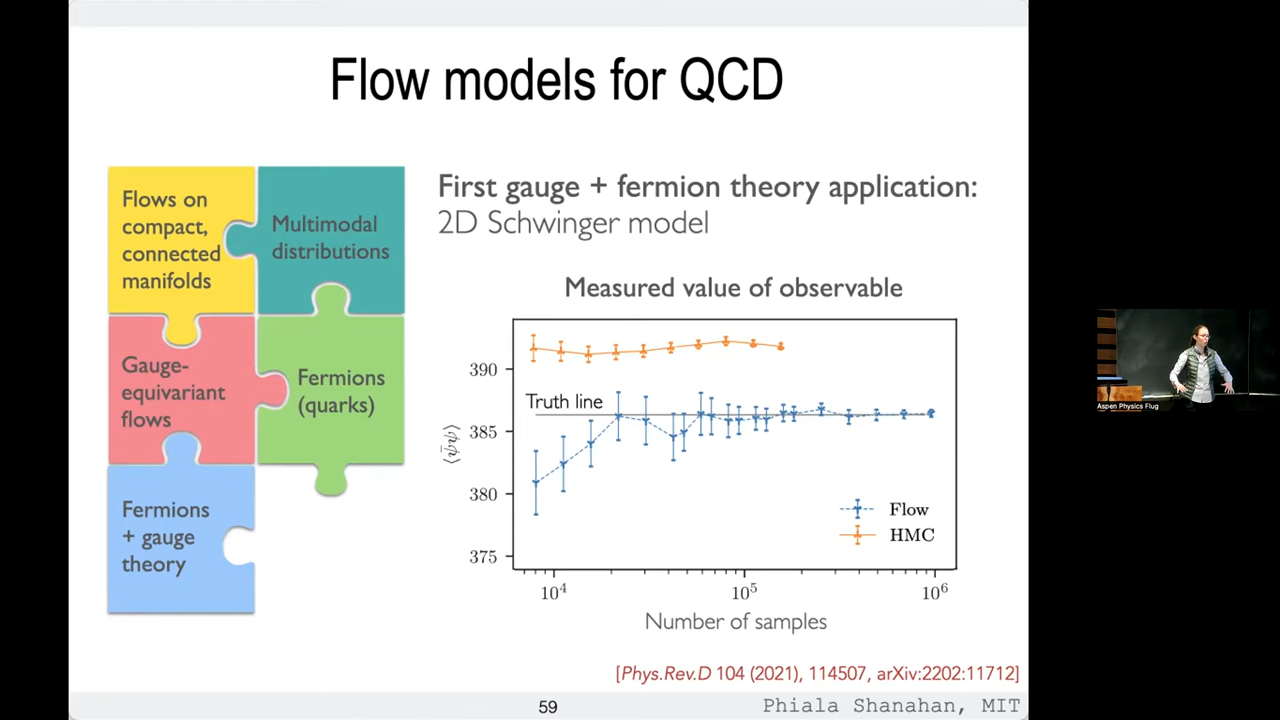 Flow models for QCD
Flows on
compact,
connected
manifolds
Multimodal
distributions
Gauge-
equivariant
flows
Fermions
(quarks)
Fermions
+ gauge
theory
First gauge + fermion theory application:
2D Schwinger model
Measured value of observable
390
385
380
375
⟨ψ̄ψ⟩
Truth line
Flow
HMC
10⁴
10⁵
10⁶
Number of samples
[Phys.Rev.D 104 (2021), 114507, arXiv:2202:11712]
59
Phiala Shanahan, MIT
Aspen Physics Flug